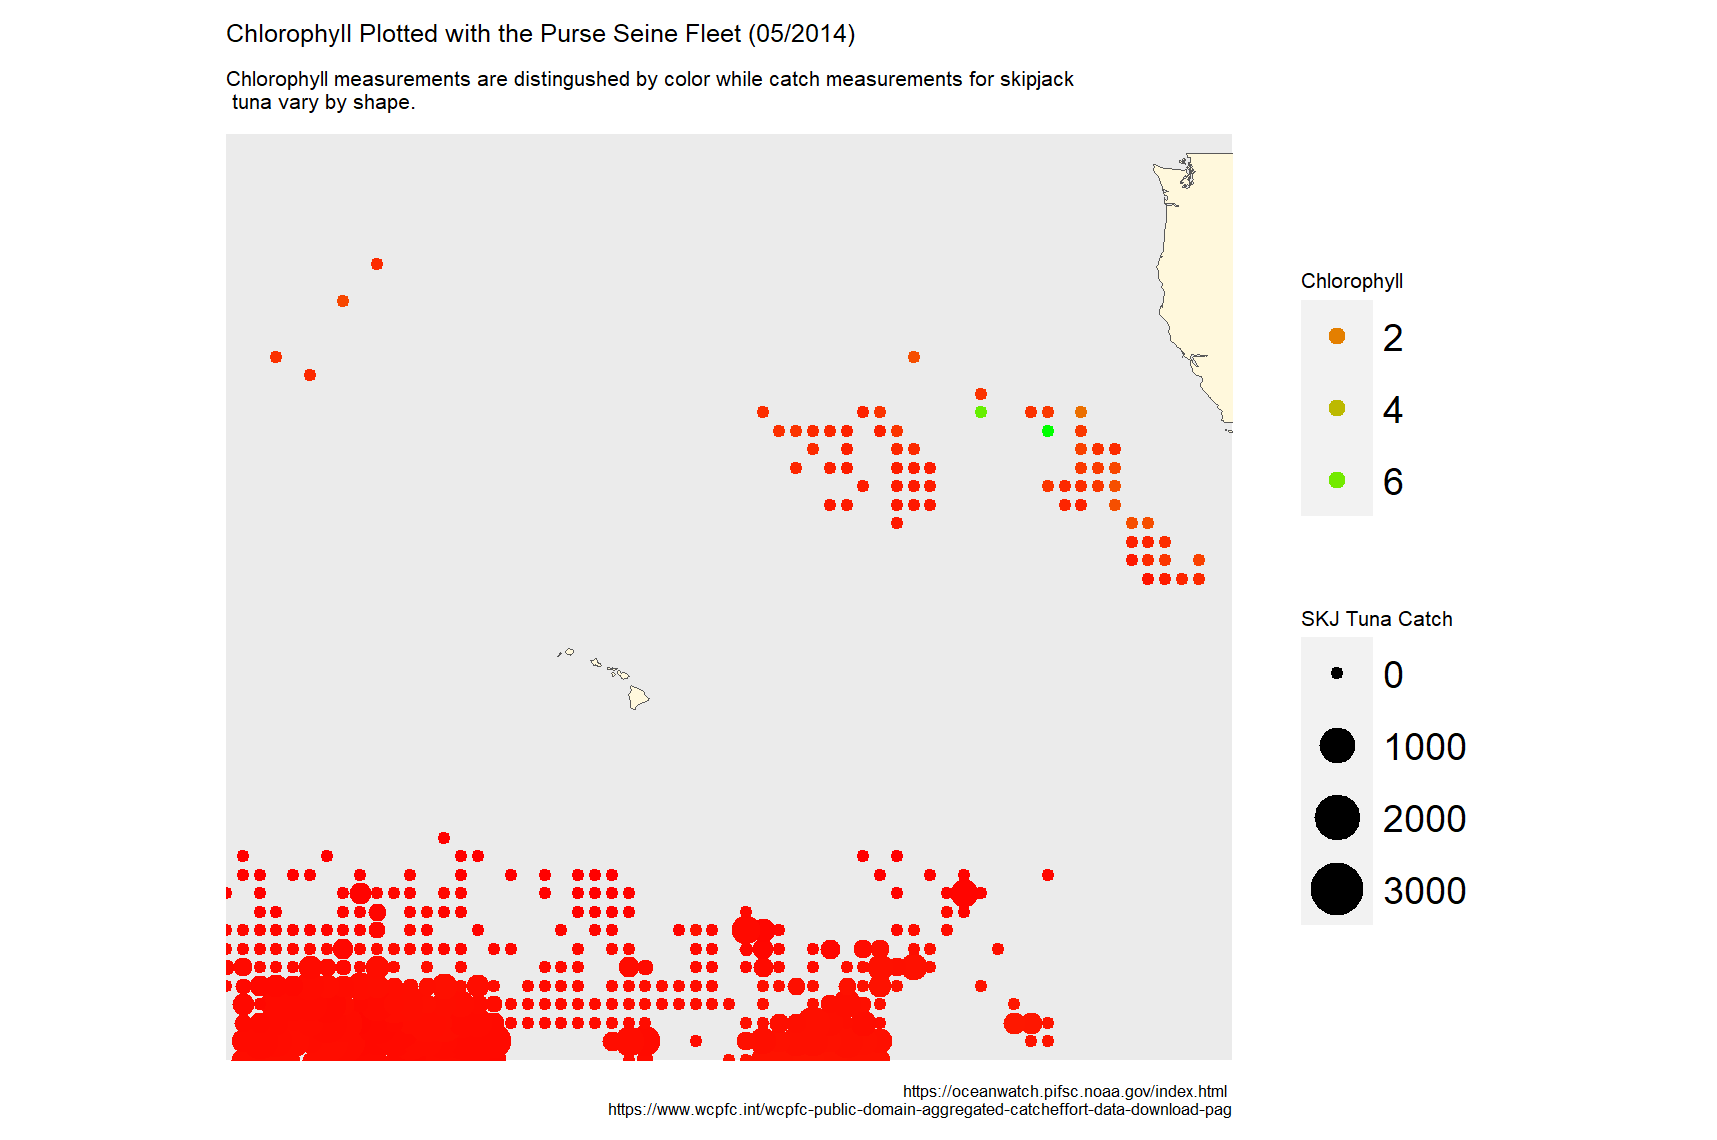 Chlorophyll Plotted with the Purse Seine Fleet (05/2014)
Chlorophyll measurements are distingushed by color while catch measurements for skipjack
tuna vary by shape.
Chlorophyll
2
4
6
SKJ Tuna Catch
0
1000
2000
3000
https://oceanwatch.pifsc.noaa.gov/index.html
https://www.wcpfc.int/wcpfc-public-domain-aggregated-catcheffort-data-download-pag